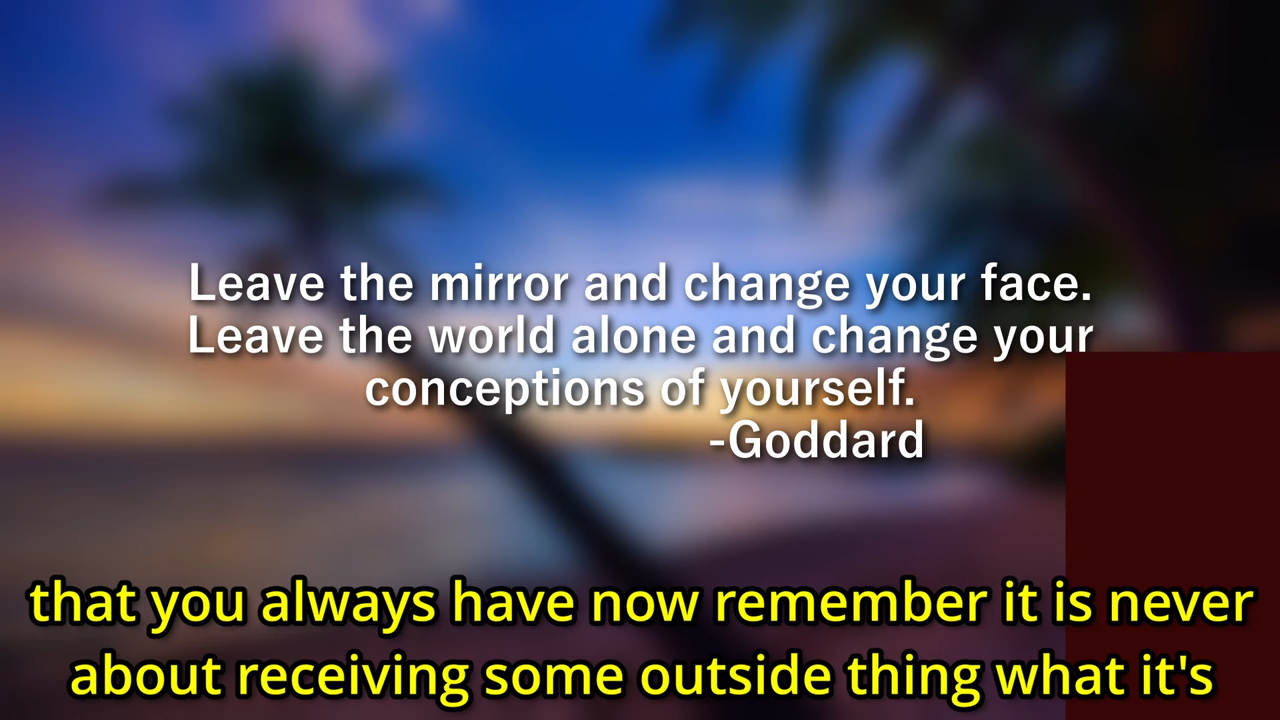 Leave the mirror and change your face.
Leave the world alone and change your
conceptions of yourself.
-Goddard
that you always have now remember it is never
about receiving some outside thing what it's